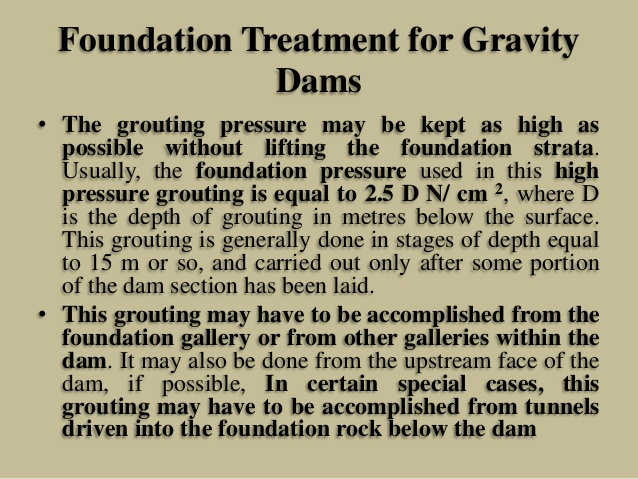 Foundation Treatment for Gravity
Dams
• The grouting pressure may be kept as high as
possible without lifting the foundation strata.
Usually, the foundation pressure used in this high
pressure grouting is equal to 2.5 D N/ cm ², where D
is the depth of grouting in metres below the surface.
This grouting is generally done in stages of depth equal
to 15 m or so, and carried out only after some portion
of the dam section has been laid.
• This grouting may have to be accomplished from the
foundation gallery or from other galleries within the
dam. It may also be done from the upstream face of the
dam, if possible, In certain special cases, this
grouting may have to be accomplished from tunnels
driven into the foundation rock below the dam